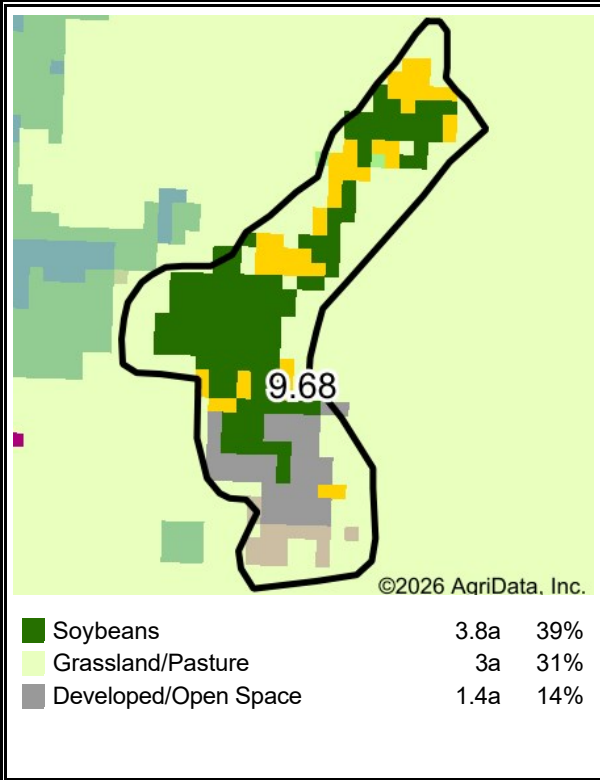 9.68
©2026 AgriData, Inc.
Soybeans 3.8a 39%
Grassland/Pasture 3a 31%
Developed/Open Space 1.4a 14%